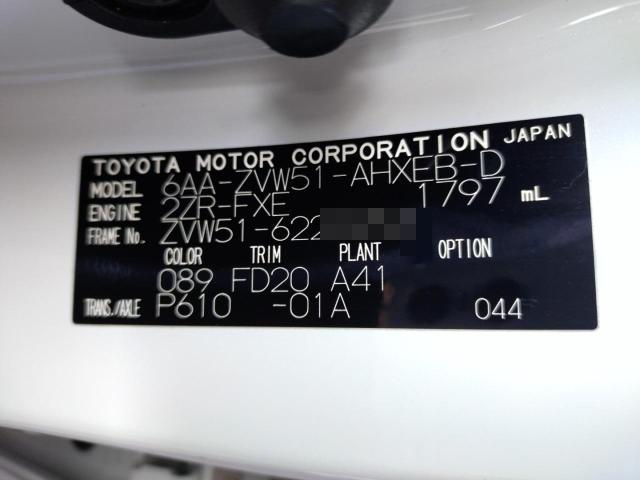 TOYOTA MOTOR CORPORATION JAPAN
MODEL 6AA-ZVW51-AHXEB-D
ENGINE 2ZR-FXE 1797 mL
FRAME No. ZVW51-622
COLOR TRIM PLANT OPTION
089 FD20 A41
TRANS./AXLE P610 -01A 044